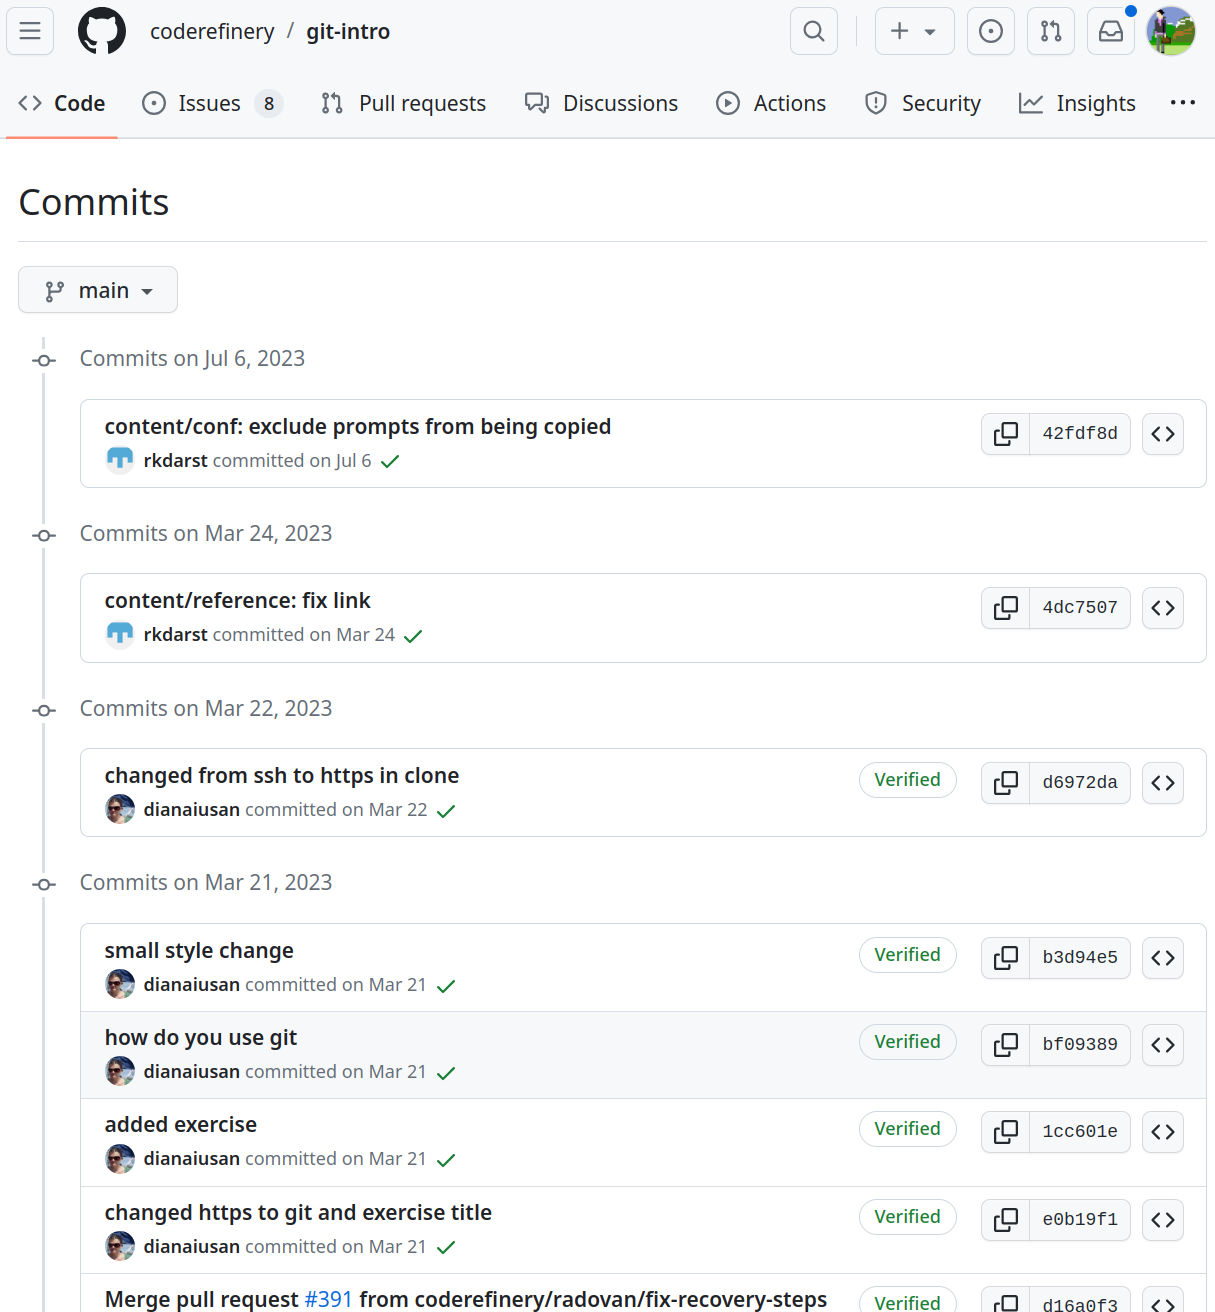 coderefinery / git-intro
Code Issues 8 Pull requests Discussions Actions Security Insights
Commits
main
Commits on Jul 6, 2023
content/conf: exclude prompts from being copied
42fdf8d
rkdarst committed on Jul 6
Commits on Mar 24, 2023
content/reference: fix link
4dc7507
rkdarst committed on Mar 24
Commits on Mar 22, 2023
changed from ssh to https in clone
Verified d6972da
dianaiusan committed on Mar 22
Commits on Mar 21, 2023
small style change
Verified b3d94e5
dianaiusan committed on Mar 21
how do you use git
Verified bf09389
dianaiusan committed on Mar 21
added exercise
Verified 1cc601e
dianaiusan committed on Mar 21
changed https to git and exercise title
Verified e0b19f1
dianaiusan committed on Mar 21
Merge pull request #391 from coderefinery/radovan/fix-recovery-steps
Verified d16a0f3